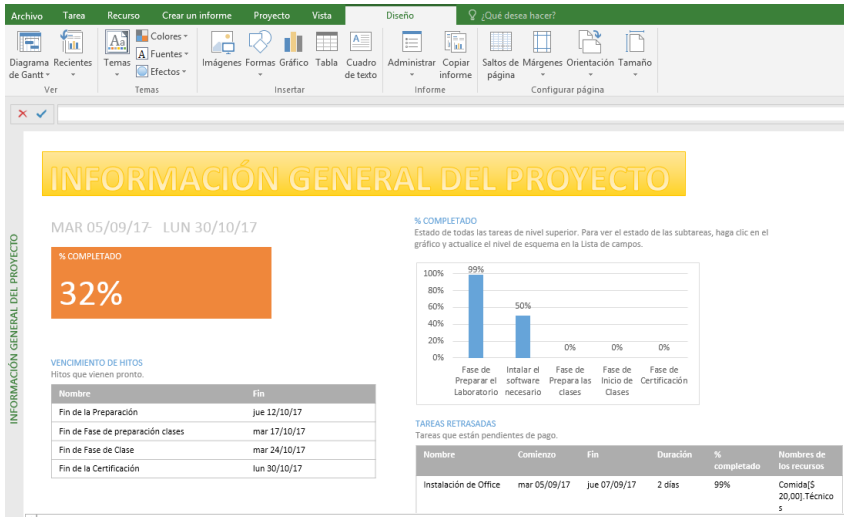 Archivo Tarea Recurso Crear un informe Proyecto Vista Diseño ¿Qué desea hacer?
Diagrama de Gantt Recientes
Temas Colores Fuentes Efectos
Imágenes Formas Gráfico Tabla Cuadro de texto
Administrar Copiar informe
Saltos de página Márgenes Orientación Tamaño
Ver Temas Insertar Informe Configurar página
INFORMACIÓN GENERAL DEL PROYECTO
INFORMACIÓN GENERAL DEL PROYECTO
MAR 05/09/17- LUN 30/10/17
% COMPLETADO
32%
VENCIMIENTO DE HITOS
Hitos que vienen pronto.
Nombre Fin
Fin de la Preparación jue 12/10/17
Fin de Fase de preparación clases mar 17/10/17
Fin de Fase de Clase mar 24/10/17
Fin de la Certificación lun 30/10/17
% COMPLETADO
Estado de todas las tareas de nivel superior. Para ver el estado de las subtareas, haga clic en el
gráfico y actualice el nivel de esquema en la Lista de campos.
100%
80%
60%
40%
20%
0%
99% 50% 0% 0% 0%
Fase de Intalar el Fase de Fase de Fase de
Preparar el software Prepara las Inicio de Certificación
Laboratorio necesario clases Clases
TAREAS RETRASADAS
Tareas que están pendientes de pago.
Nombre Comienzo Fin Duración % Nombres de
completado los recursos
Instalación de Office mar 05/09/17 jue 07/09/17 2 días 99% Comida[$
20,00].Técnico
s